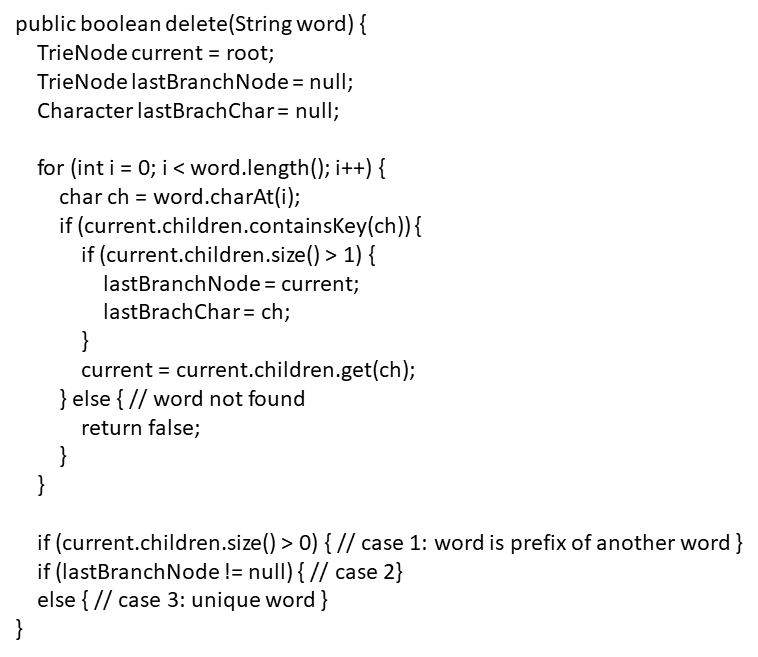 public boolean delete(String word) {
TrieNode current = root;
TrieNode lastBranchNode = null;
Character lastBrachChar = null;
for (int i = 0; i < word.length(); i++) {
char ch = word.charAt(i);
if (current.children.containsKey(ch)) {
if (current.children.size() > 1) {
lastBranchNode = current;
lastBrachChar = ch;
}
current = current.children.get(ch);
} else { // word not found
return false;
}
}
if (current.children.size() > 0) { // case 1: word is prefix of another word }
if (lastBranchNode != null) { // case 2}
else { // case 3: unique word }
}